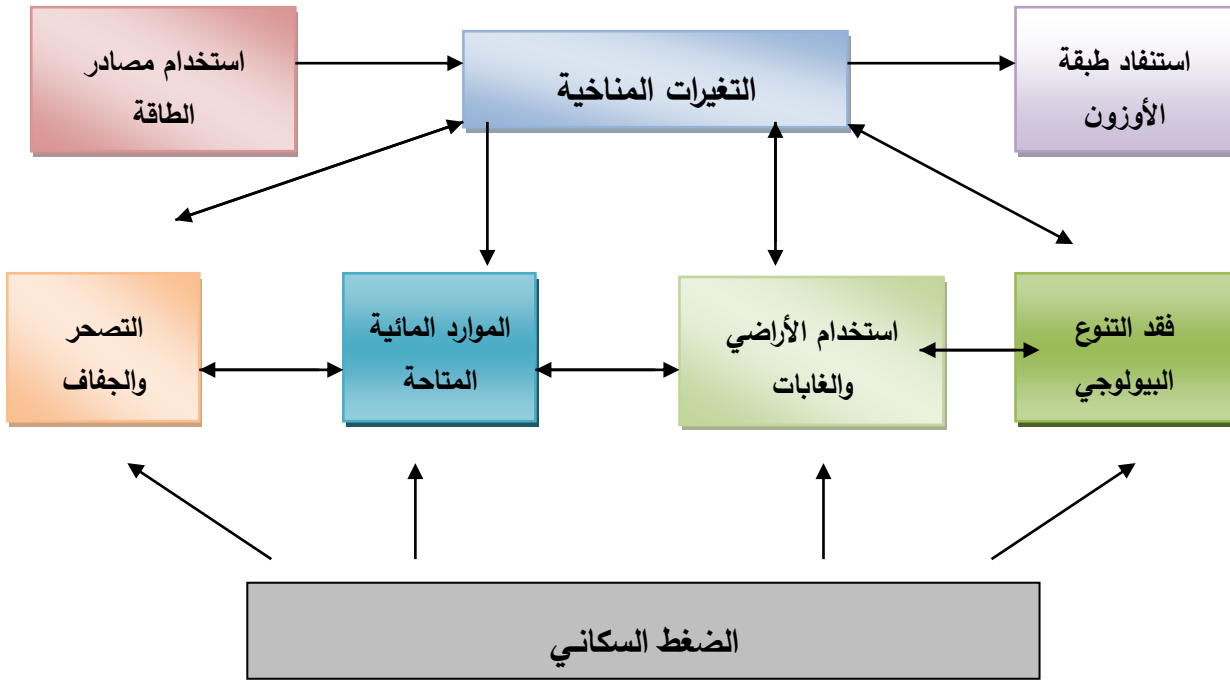 استنفاد طبقة
الأوزون
التغيرات المناخية
استخدام مصادر
الطاقة
فقد التنوع
البيولوجي
استخدام الأراضي
والغابات
الموارد المائية
المتاحة
التصحر
والجفاف
الضغط السكاني